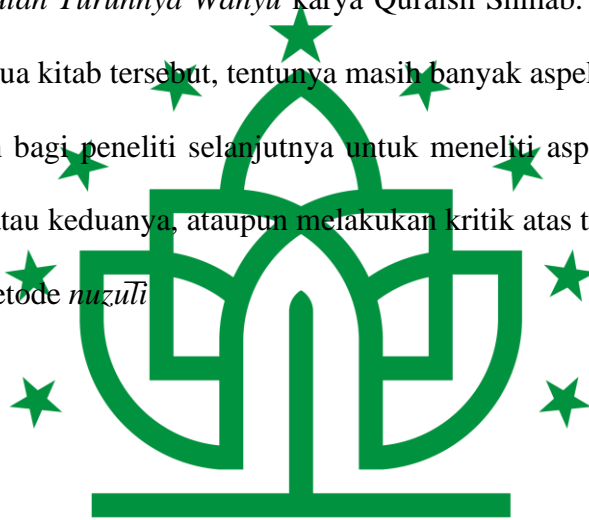 Turunnya Wahyu karya Quraish Shihab.
ua kitab tersebut, tentunya masih banyak aspek
bagi peneliti selanjutnya untuk meneliti asp
atau keduanya, ataupun melakukan kritik atas t
etode nuzūlī